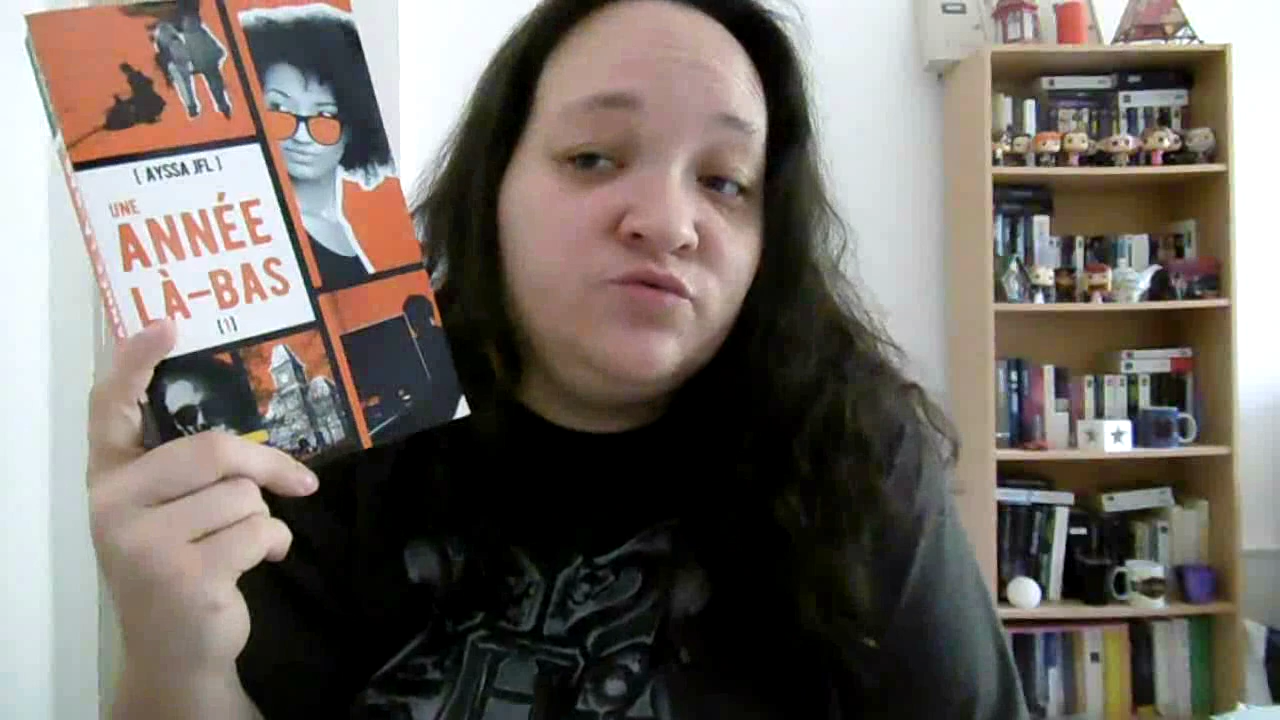 [ AYSSA JFL ]
UNE
ANNÉE
LÀ-BAS
[1]